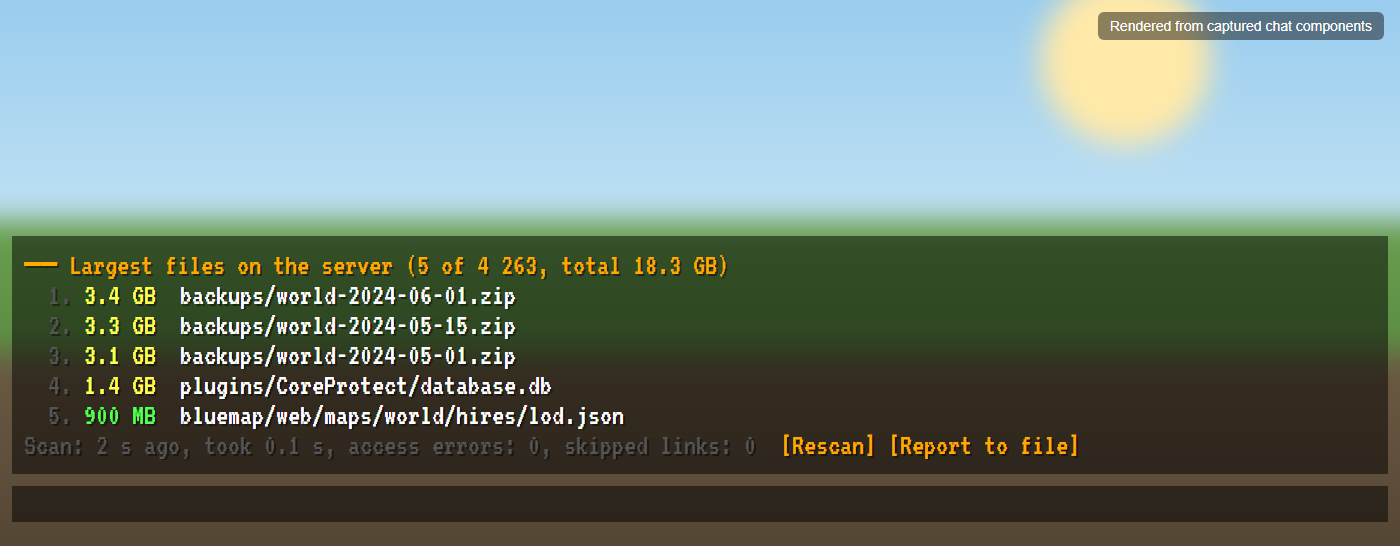 Rendered from captured chat components
━━━ Largest files on the server (5 of 4 263, total 18.3 GB)
1. 3.4 GB backups/world-2024-06-01.zip
2. 3.3 GB backups/world-2024-05-15.zip
3. 3.1 GB backups/world-2024-05-01.zip
4. 1.4 GB plugins/CoreProtect/database.db
5. 900 MB bluemap/web/maps/world/hires/lod.json
Scan: 2 s ago, took 0.1 s, access errors: 0, skipped links: 0 [Rescan] [Report to file]